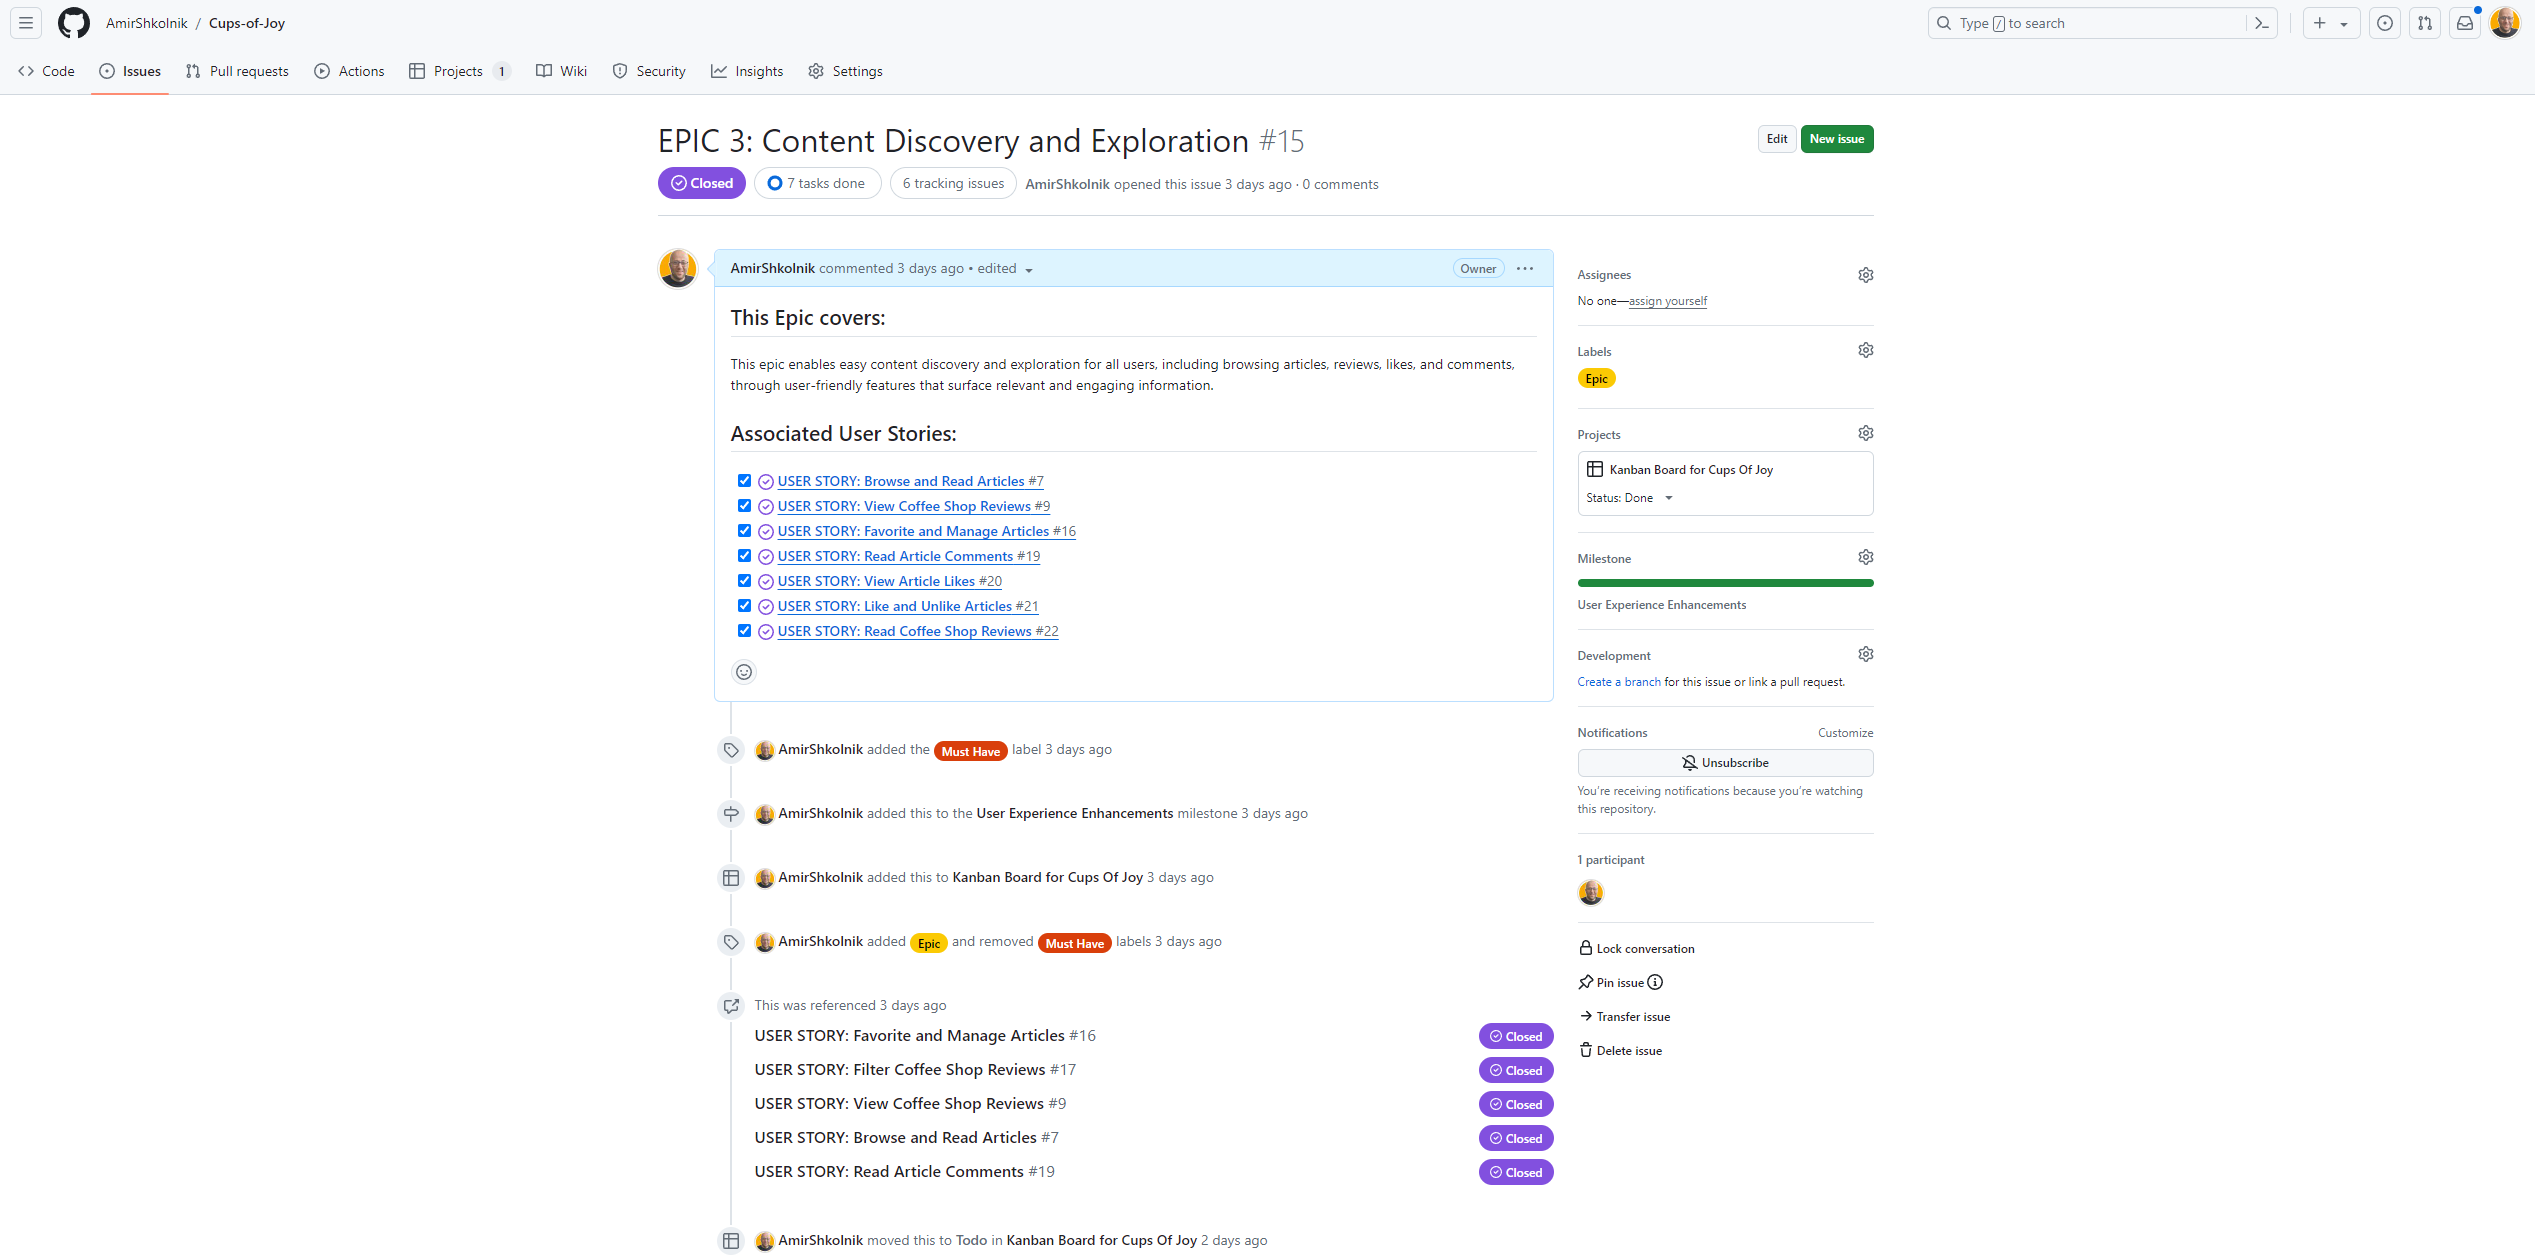 AmirShkolnik / Cups-of-Joy
Type / to search
Code
Issues
Pull requests
Actions
Projects 1
Wiki
Security
Insights
Settings
EPIC 3: Content Discovery and Exploration #15
Edit
New issue
Closed
7 tasks done
6 tracking issues
AmirShkolnik opened this issue 3 days ago · 0 comments
AmirShkolnik commented 3 days ago • edited
Owner
This Epic covers:
This epic enables easy content discovery and exploration for all users, including browsing articles, reviews, likes, and comments,
through user-friendly features that surface relevant and engaging information.
Associated User Stories:
USER STORY: Browse and Read Articles #7
USER STORY: View Coffee Shop Reviews #9
USER STORY: Favorite and Manage Articles #16
USER STORY: Read Article Comments #19
USER STORY: View Article Likes #20
USER STORY: Like and Unlike Articles #21
USER STORY: Read Coffee Shop Reviews #22
AmirShkolnik added the Must Have label 3 days ago
AmirShkolnik added this to the User Experience Enhancements milestone 3 days ago
AmirShkolnik added this to Kanban Board for Cups Of Joy 3 days ago
AmirShkolnik added Epic and removed Must Have labels 3 days ago
This was referenced 3 days ago
USER STORY: Favorite and Manage Articles #16
Closed
USER STORY: Filter Coffee Shop Reviews #17
Closed
USER STORY: View Coffee Shop Reviews #9
Closed
USER STORY: Browse and Read Articles #7
Closed
USER STORY: Read Article Comments #19
Closed
AmirShkolnik moved this to Todo in Kanban Board for Cups Of Joy 2 days ago
Assignees
No one—assign yourself
Labels
Epic
Projects
Kanban Board for Cups Of Joy
Status: Done
Milestone
User Experience Enhancements
Development
Create a branch for this issue or link a pull request.
Notifications
Customize
Unsubscribe
You're receiving notifications because you're watching
this repository.
1 participant
Lock conversation
Pin issue
Transfer issue
Delete issue